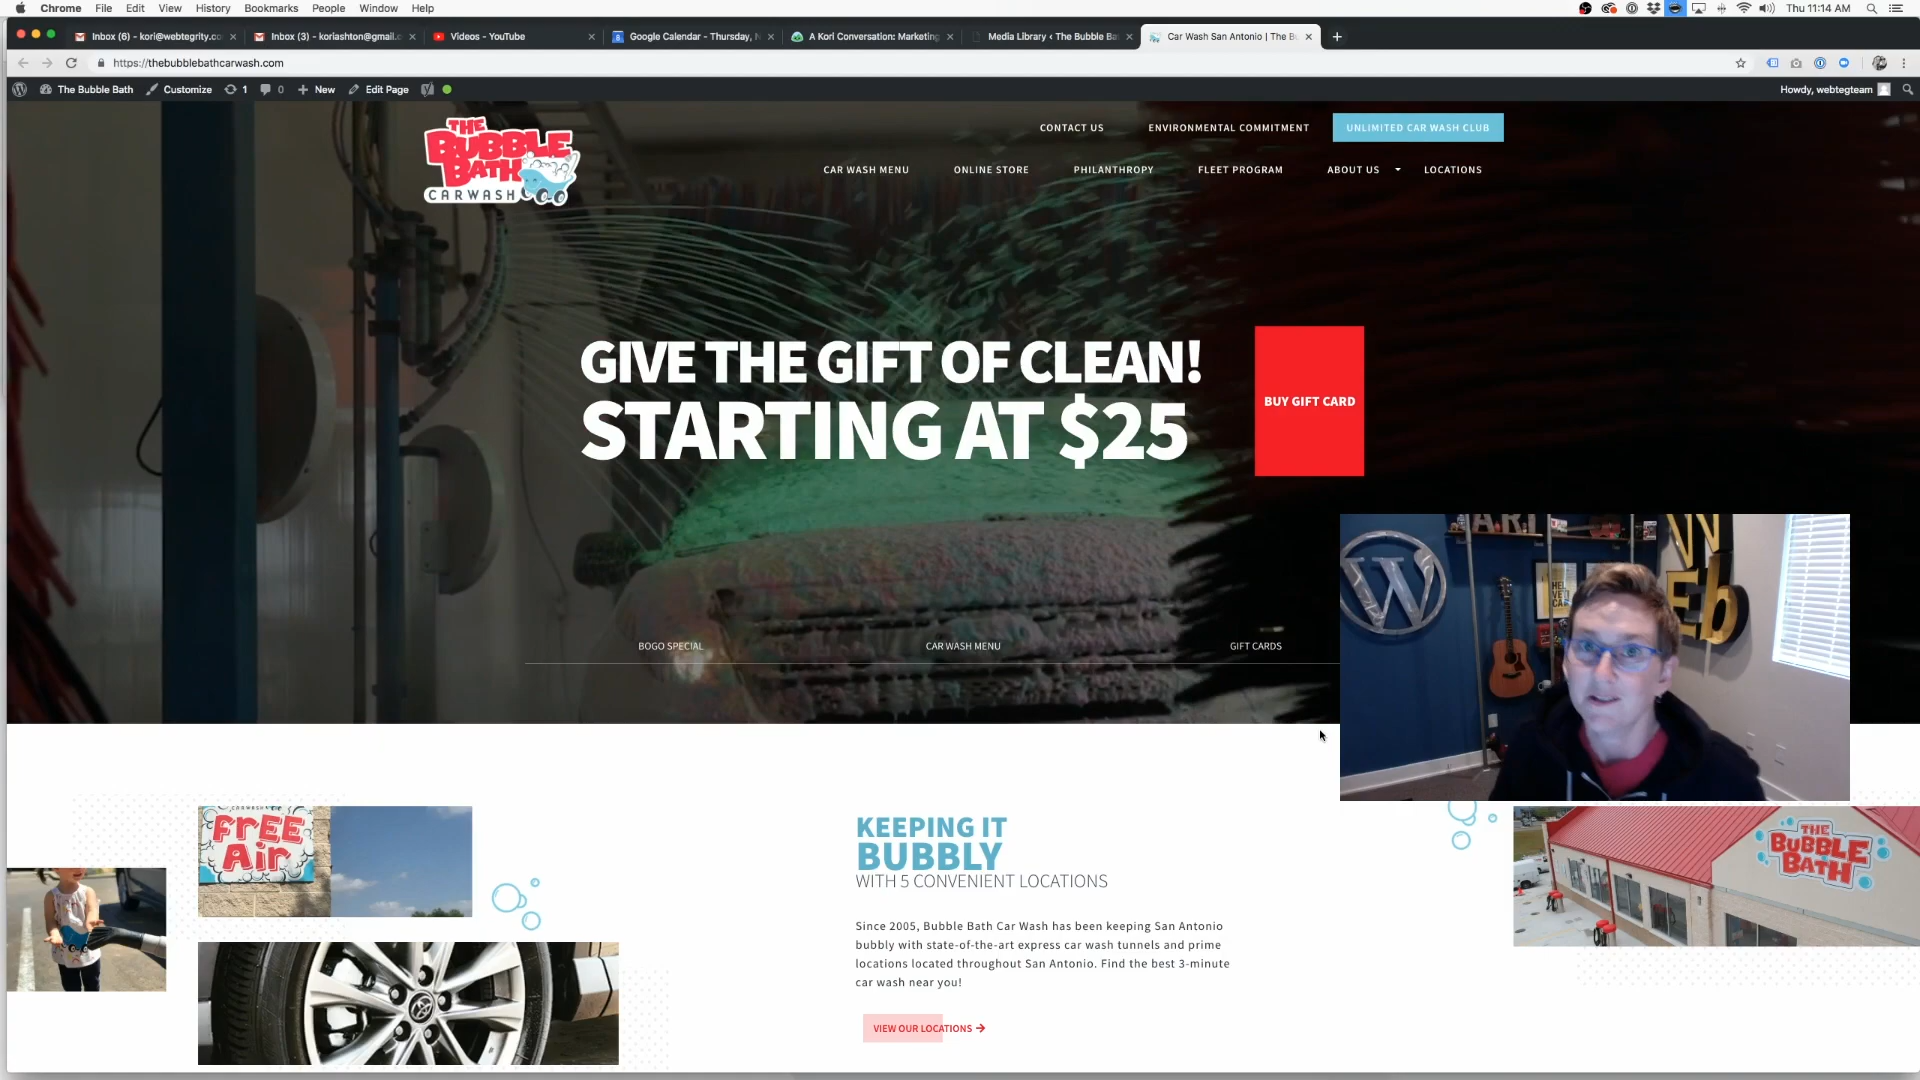 Chrome File Edit View History Bookmarks People Window Help
Thu 11:14 AM
Inbox (6) - kori@webtegrity.co
Inbox (3) - koriashton@gmail.c
Videos - YouTube
Google Calendar - Thursday, N
A Kori Conversation: Marketing
Media Library ‹ The Bubble Ba
Car Wash San Antonio | The Bu
https://thebubblebathcarwash.com
The Bubble Bath Customize 1 0 New Edit Page
Howdy, webtegteam
THE
BUBBLE
BATH
CARWASH
CONTACT US ENVIRONMENTAL COMMITMENT UNLIMITED CAR WASH CLUB
CAR WASH MENU ONLINE STORE PHILANTHROPY FLEET PROGRAM ABOUT US LOCATIONS
GIVE THE GIFT OF CLEAN!
STARTING AT $25
BUY GIFT CARD
BOGO SPECIAL CAR WASH MENU GIFT CARDS
W
Eb
CARWASH
FREE
Air
KEEPING IT
BUBBLY
WITH 5 CONVENIENT LOCATIONS
Since 2005, Bubble Bath Car Wash has been keeping San Antonio
bubbly with state-of-the-art express car wash tunnels and prime
locations located throughout San Antonio. Find the best 3-minute
car wash near you!
VIEW OUR LOCATIONS
THE
BUBBLE
BATH